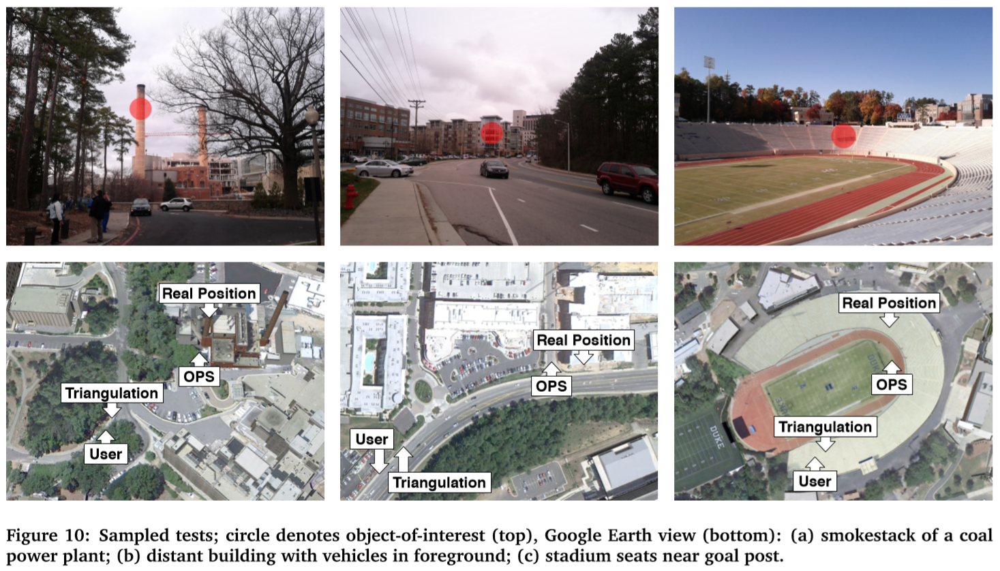 Real Position
OPS
Triangulation
User
Real Position
OPS
User
Triangulation
Real Position
OPS
Triangulation
User
DUKE
Figure 10: Sampled tests; circle denotes object-of-interest (top), Google Earth view (bottom): (a) smokestack of a coal
power plant; (b) distant building with vehicles in foreground; (c) stadium seats near goal post.